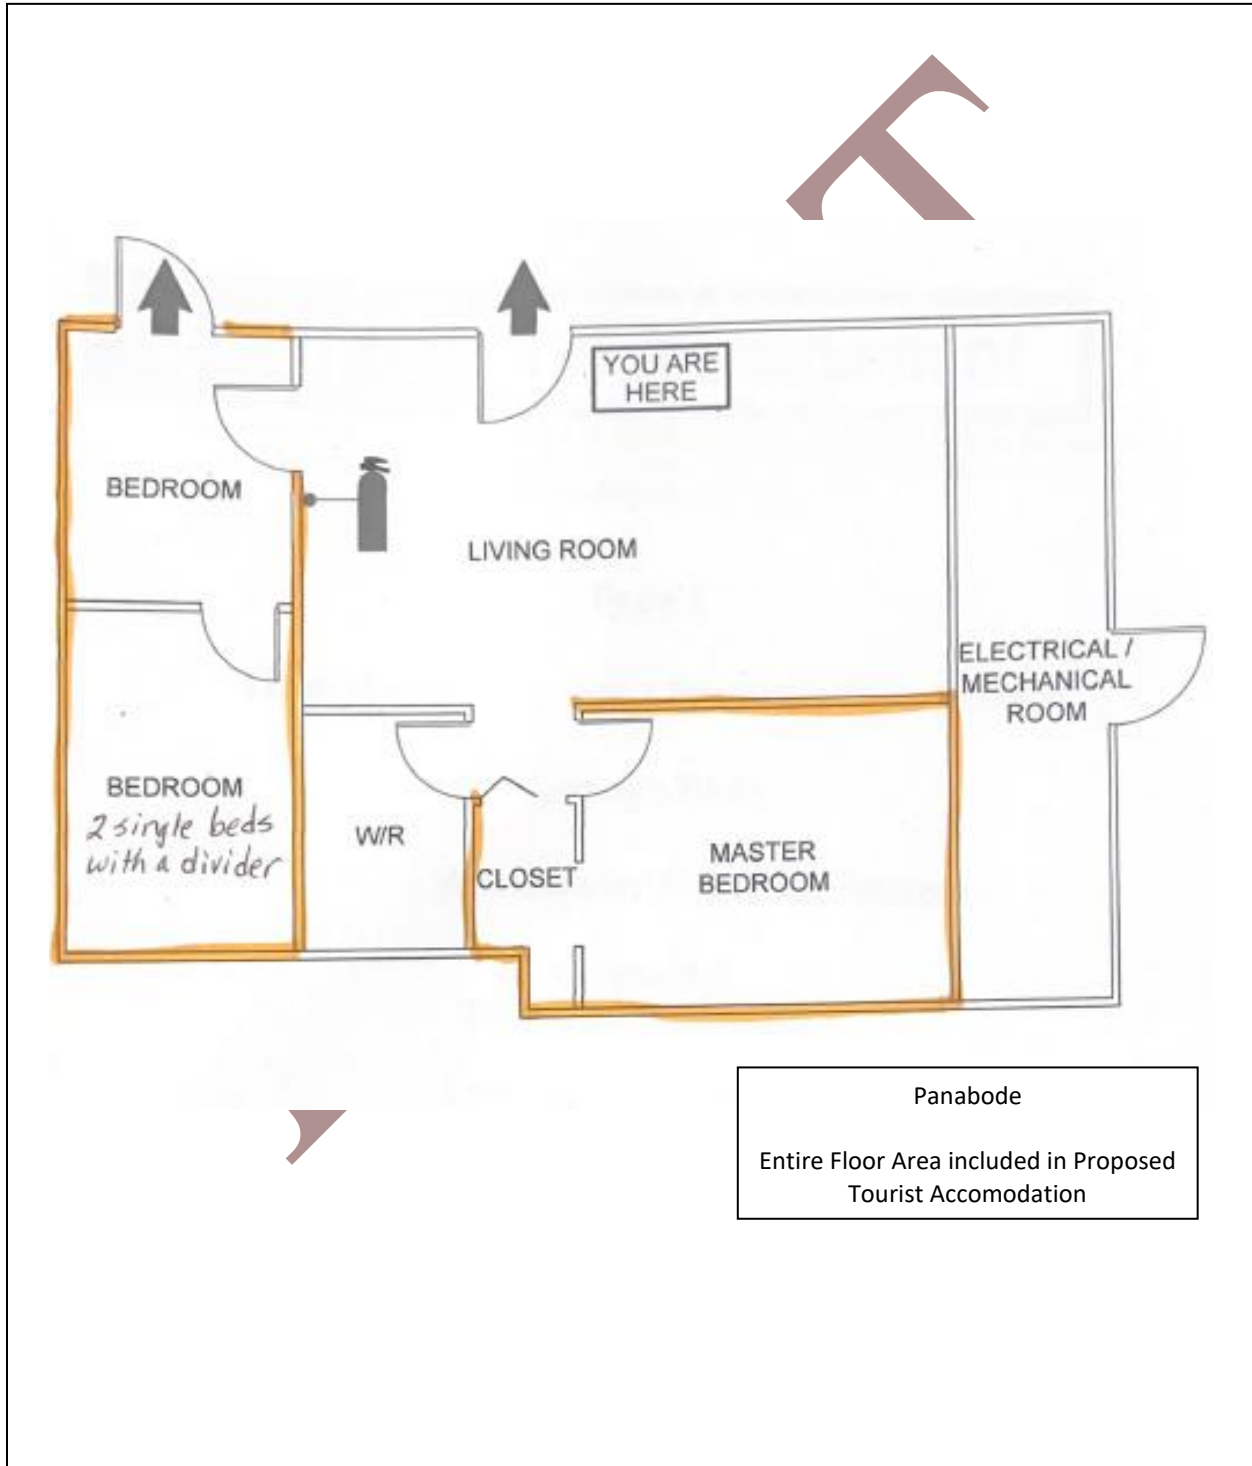 YOU ARE
HERE
BEDROOM
LIVING ROOM
ELECTRICAL /
MECHANICAL
ROOM
BEDROOM
2 single beds
with a divider
W/R
CLOSET
MASTER
BEDROOM
Panabode
Entire Floor Area included in Proposed
Tourist Accomodation